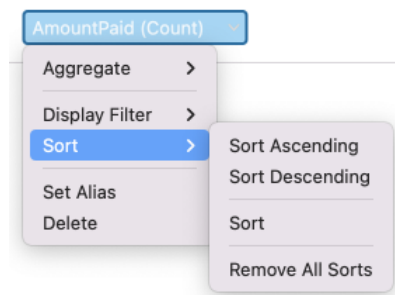 AmountPaid (Count)
Aggregate
Display Filter
Sort
Set Alias
Delete
Sort Ascending
Sort Descending
Sort
Remove All Sorts